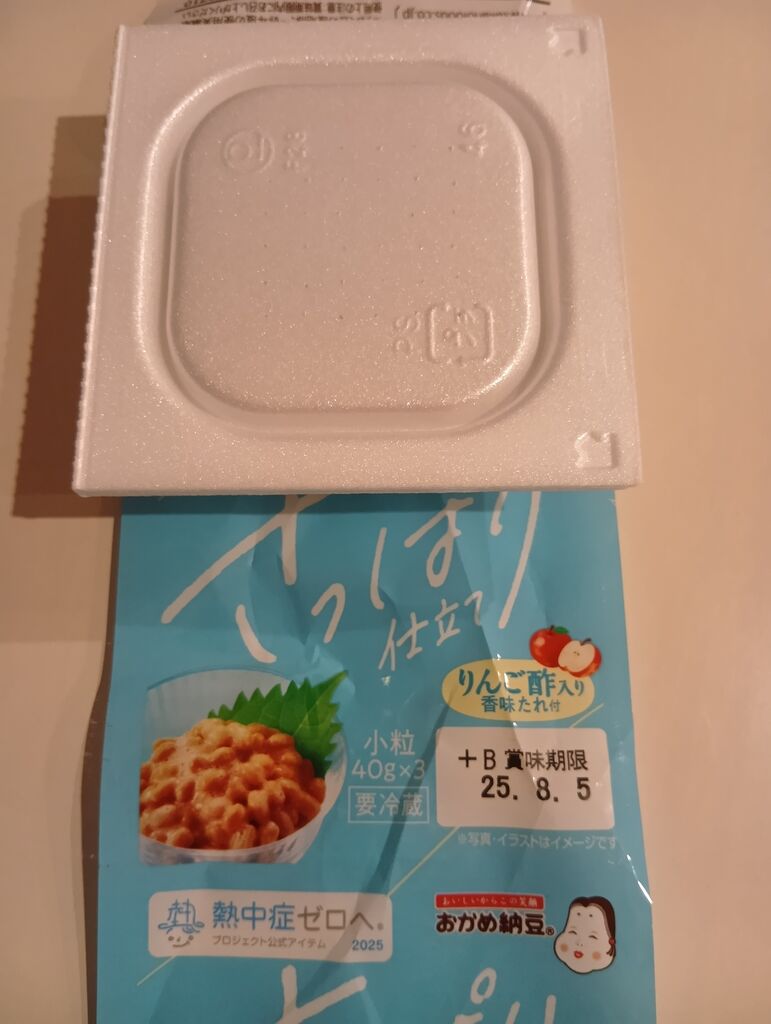 さっぱり
仕立て
りんご酢入り
香味たれ付
小粒
40g×3
要冷蔵
+B 賞味期限
25. 8. 5
※写真・イラストはイメージです
熱中症ゼロへ。
プロジェクト公式アイテム 2025
おいしいからこの笑顔
おかめ納豆®